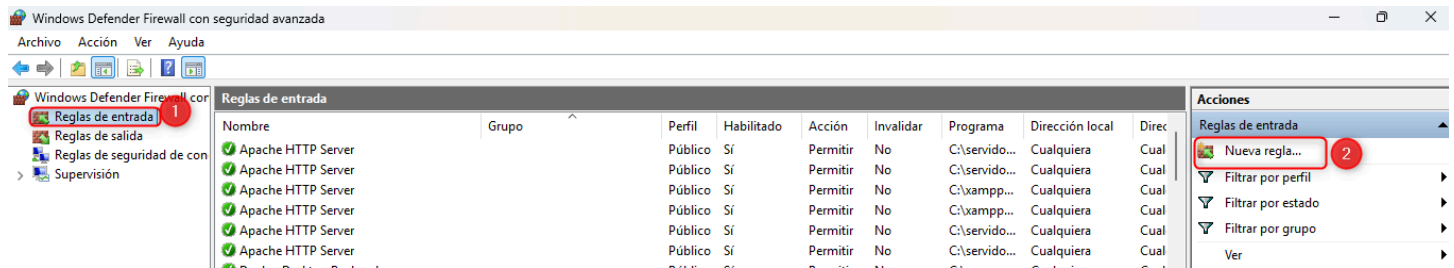 Windows Defender Firewall con seguridad avanzada
Archivo Acción Ver Ayuda
Windows Defender Firewall con
Reglas de entrada 1
Reglas de salida
Reglas de seguridad de con
Supervisión
Reglas de entrada
Nombre Grupo Perfil Habilitado Acción Invalidar Programa Dirección local Direc
Apache HTTP Server Público Sí Permitir No C:\servido... Cualquiera Cual
Apache HTTP Server Público Sí Permitir No C:\servido... Cualquiera Cual
Apache HTTP Server Público Sí Permitir No C:\xampp... Cualquiera Cual
Apache HTTP Server Público Sí Permitir No C:\xampp... Cualquiera Cual
Apache HTTP Server Público Sí Permitir No C:\servido... Cualquiera Cual
Apache HTTP Server Público Sí Permitir No C:\servido... Cualquiera Cual
Acciones
Reglas de entrada
Nueva regla... 2
Filtrar por perfil
Filtrar por estado
Filtrar por grupo
Ver